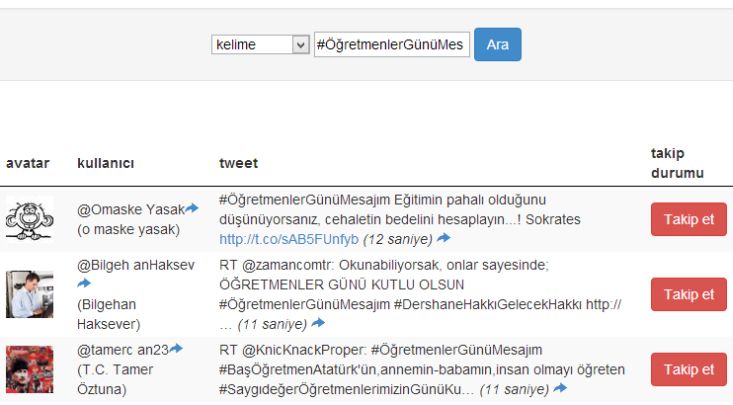 kelime #ÖğretmenlerGünüMes Ara
avatar kullanıcı tweet takip
durumu
@Omaske Yasak
(o maske yasak)
#ÖğretmenlerGünüMesajım Eğitimin pahalı olduğunu
düşünüyorsanız, cehaletin bedelini hesaplayın...! Sokrates
http://t.co/sAB5FUnfyb (12 saniye)
Takip et
@Bilgeh anHaksev
(Bilgehan
Haksever)
RT @zamancomtr: Okunabiliyorsak, onlar sayesinde;
ÖĞRETMENLER GÜNÜ KUTLU OLSUN
#ÖğretmenlerGünüMesajım #DershaneHakkıGelecekHakkı http://
… (11 saniye)
Takip et
@tamerc an23
(T.C. Tamer
Öztuna)
RT @KnicKnackProper: #ÖğretmenlerGünüMesajım
#BaşÖğretmenAtatürk'ün,annemin-babamın,insan olmayı öğreten
#SaygıdeğerÖğretmenlerimizinGünüKu… (11 saniye)
Takip et